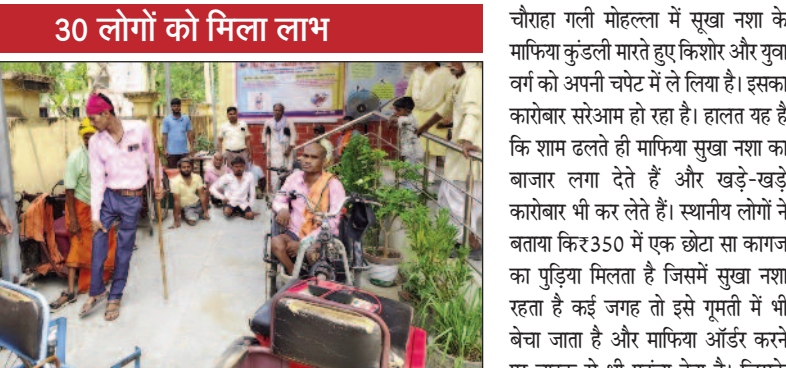 30 लोगों को मिला लाभ
चौराहा गली मोहल्ला में सूखा नशा के
माफिया कुंडली मारते हुए किशोर और युवा
वर्ग को अपनी चपेट में ले लिया है। इसका
कारोबार सरेआम हो रहा है। हालत यह है
कि शाम ढलते ही माफिया सुखा नशा का
बाजार लगा देते हैं और खड़े-खड़े
कारोबार भी कर लेते हैं। स्थानीय लोगों ने
बताया कि₹350 में एक छोटा सा कागज
का पुड़िया मिलता है जिसमें सुखा नशा
रहता है कई जगह तो इसे गूमती में भी
बेचा जाता है और माफिया ऑर्डर करने